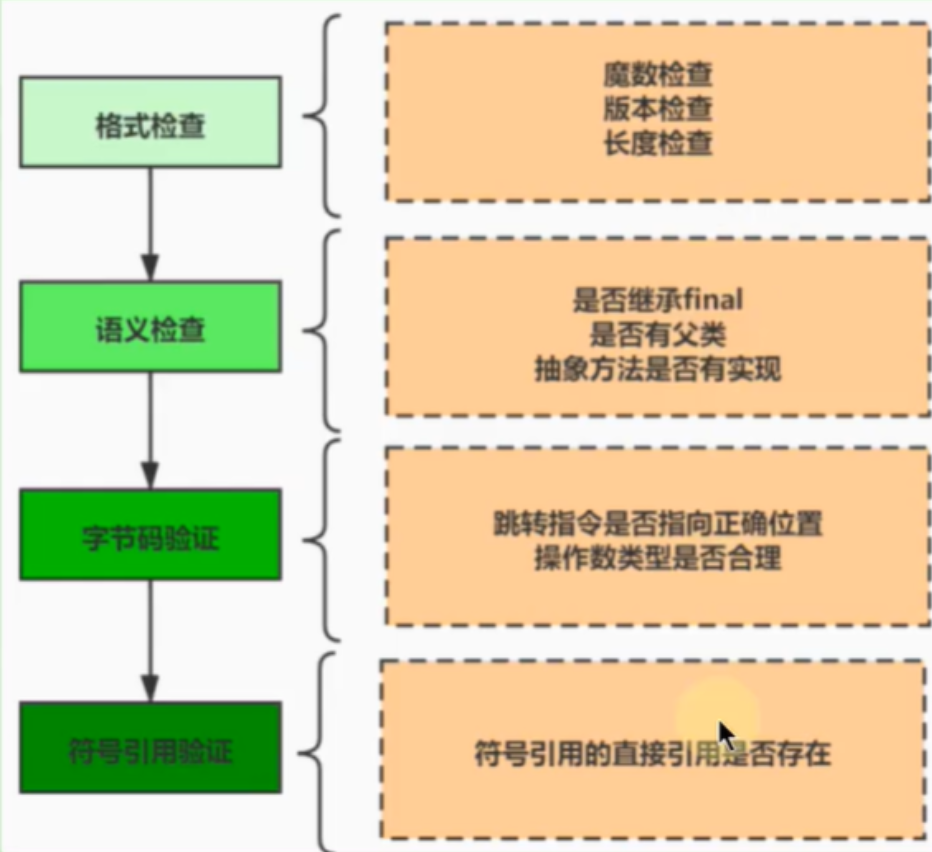 格式检查
魔数检查
版本检查
长度检查
语义检查
是否继承final
是否有父类
抽象方法是否有实现
字节码验证
跳转指令是否指向正确位置
操作数类型是否合理
符号引用验证
符号引用的直接引用是否存在